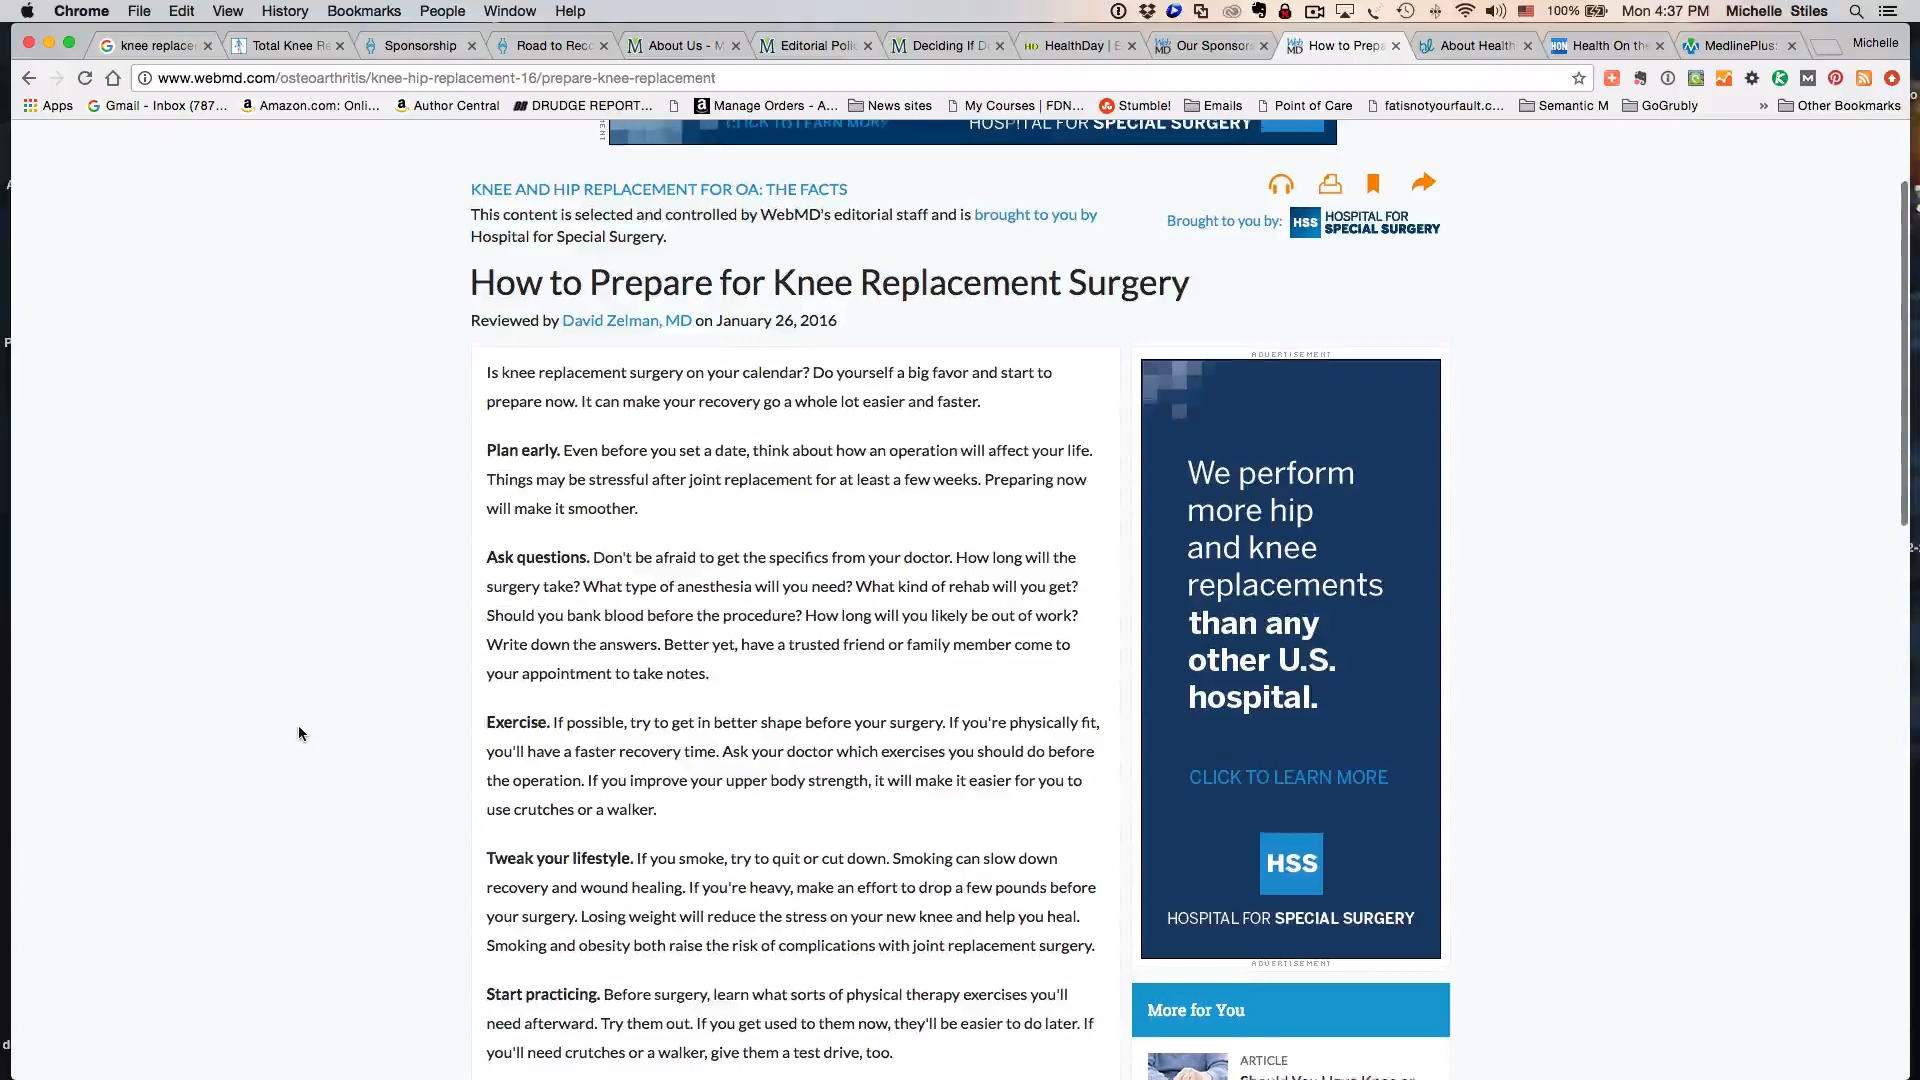 Chrome File Edit View History Bookmarks People Window Help 100% Mon 4:37 PM Michelle Stiles
knee replace Total Knee Re Sponsorship Road to Reco About Us - M Editorial Polic Deciding If Do HealthDay | E Our Sponsors How to Prepa About Health Health On the MedlinePlus: Michelle
www.webmd.com/osteoarthritis/knee-hip-replacement-16/prepare-knee-replacement
Apps Gmail - Inbox (787... Amazon.com: Onli... Author Central DRUDGE REPORT... Manage Orders - A... News sites My Courses | FDN... Stumble! Emails Point of Care fatisnotyourfault.c... Semantic M GoGrubly » Other Bookmarks
CLICK TO LEARN MORE HOSPITAL FOR SPECIAL SURGERY
KNEE AND HIP REPLACEMENT FOR OA: THE FACTS
This content is selected and controlled by WebMD's editorial staff and is brought to you by
Hospital for Special Surgery.
Brought to you by: HSS HOSPITAL FOR
SPECIAL SURGERY
How to Prepare for Knee Replacement Surgery
Reviewed by David Zelman, MD on January 26, 2016
Is knee replacement surgery on your calendar? Do yourself a big favor and start to
prepare now. It can make your recovery go a whole lot easier and faster.
Plan early. Even before you set a date, think about how an operation will affect your life.
Things may be stressful after joint replacement for at least a few weeks. Preparing now
will make it smoother.
Ask questions. Don't be afraid to get the specifics from your doctor. How long will the
surgery take? What type of anesthesia will you need? What kind of rehab will you get?
Should you bank blood before the procedure? How long will you likely be out of work?
Write down the answers. Better yet, have a trusted friend or family member come to
your appointment to take notes.
Exercise. If possible, try to get in better shape before your surgery. If you're physically fit,
you'll have a faster recovery time. Ask your doctor which exercises you should do before
the operation. If you improve your upper body strength, it will make it easier for you to
use crutches or a walker.
Tweak your lifestyle. If you smoke, try to quit or cut down. Smoking can slow down
recovery and wound healing. If you're heavy, make an effort to drop a few pounds before
your surgery. Losing weight will reduce the stress on your new knee and help you heal.
Smoking and obesity both raise the risk of complications with joint replacement surgery.
Start practicing. Before surgery, learn what sorts of physical therapy exercises you'll
need afterward. Try them out. If you get used to them now, they'll be easier to do later. If
you'll need crutches or a walker, give them a test drive, too.
ADVERTISEMENT
We perform
more hip
and knee
replacements
than any
other U.S.
hospital.
CLICK TO LEARN MORE
HSS
HOSPITAL FOR SPECIAL SURGERY
ADVERTISEMENT
More for You
ARTICLE
Should You Have Knee or